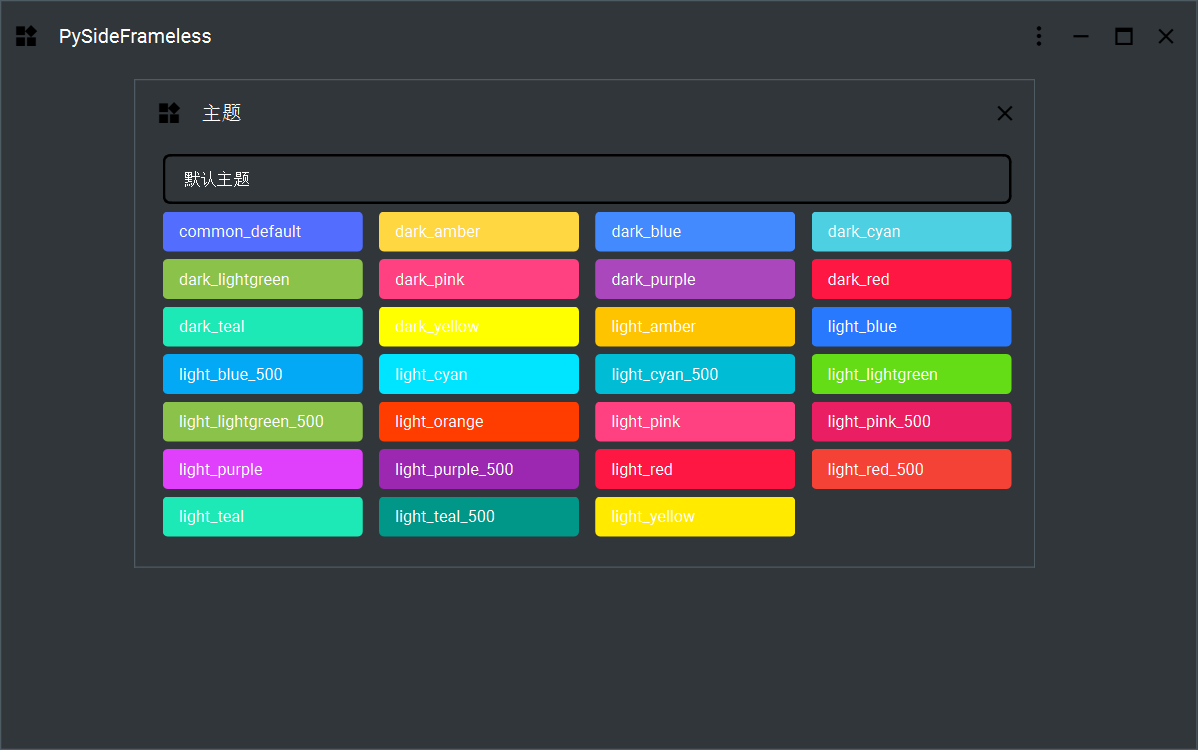 PySideFrameless
主题
默认主题
common_default dark_amber dark_blue dark_cyan
dark_lightgreen dark_pink dark_purple dark_red
dark_teal dark_yellow light_amber light_blue
light_blue_500 light_cyan light_cyan_500 light_lightgreen
light_lightgreen_500 light_orange light_pink light_pink_500
light_purple light_purple_500 light_red light_red_500
light_teal light_teal_500 light_yellow